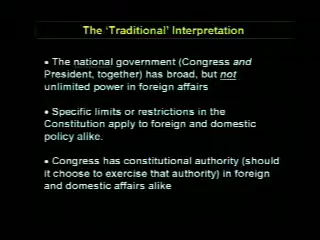 The 'Traditional' Interpretation
• The national government (Congress and
President, together) has broad, but not
unlimited power in foreign affairs
• Specific limits or restrictions in the
Constitution apply to foreign and domestic
policy alike.
• Congress has constitutional authority (should
it choose to exercise that authority) in foreign
and domestic affairs alike